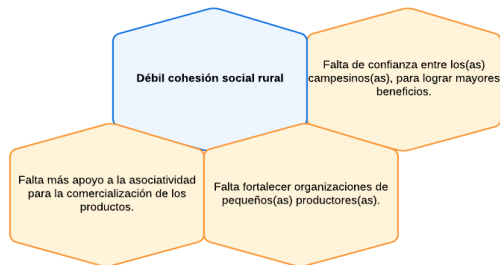 Débil cohesión social rural
Falta de confianza entre los(as)
campesinos(as), para lograr mayores
beneficios.
Falta más apoyo a la asociatividad
para la comercialización de los
productos.
Falta fortalecer organizaciones de
pequeños(as) productores(as).